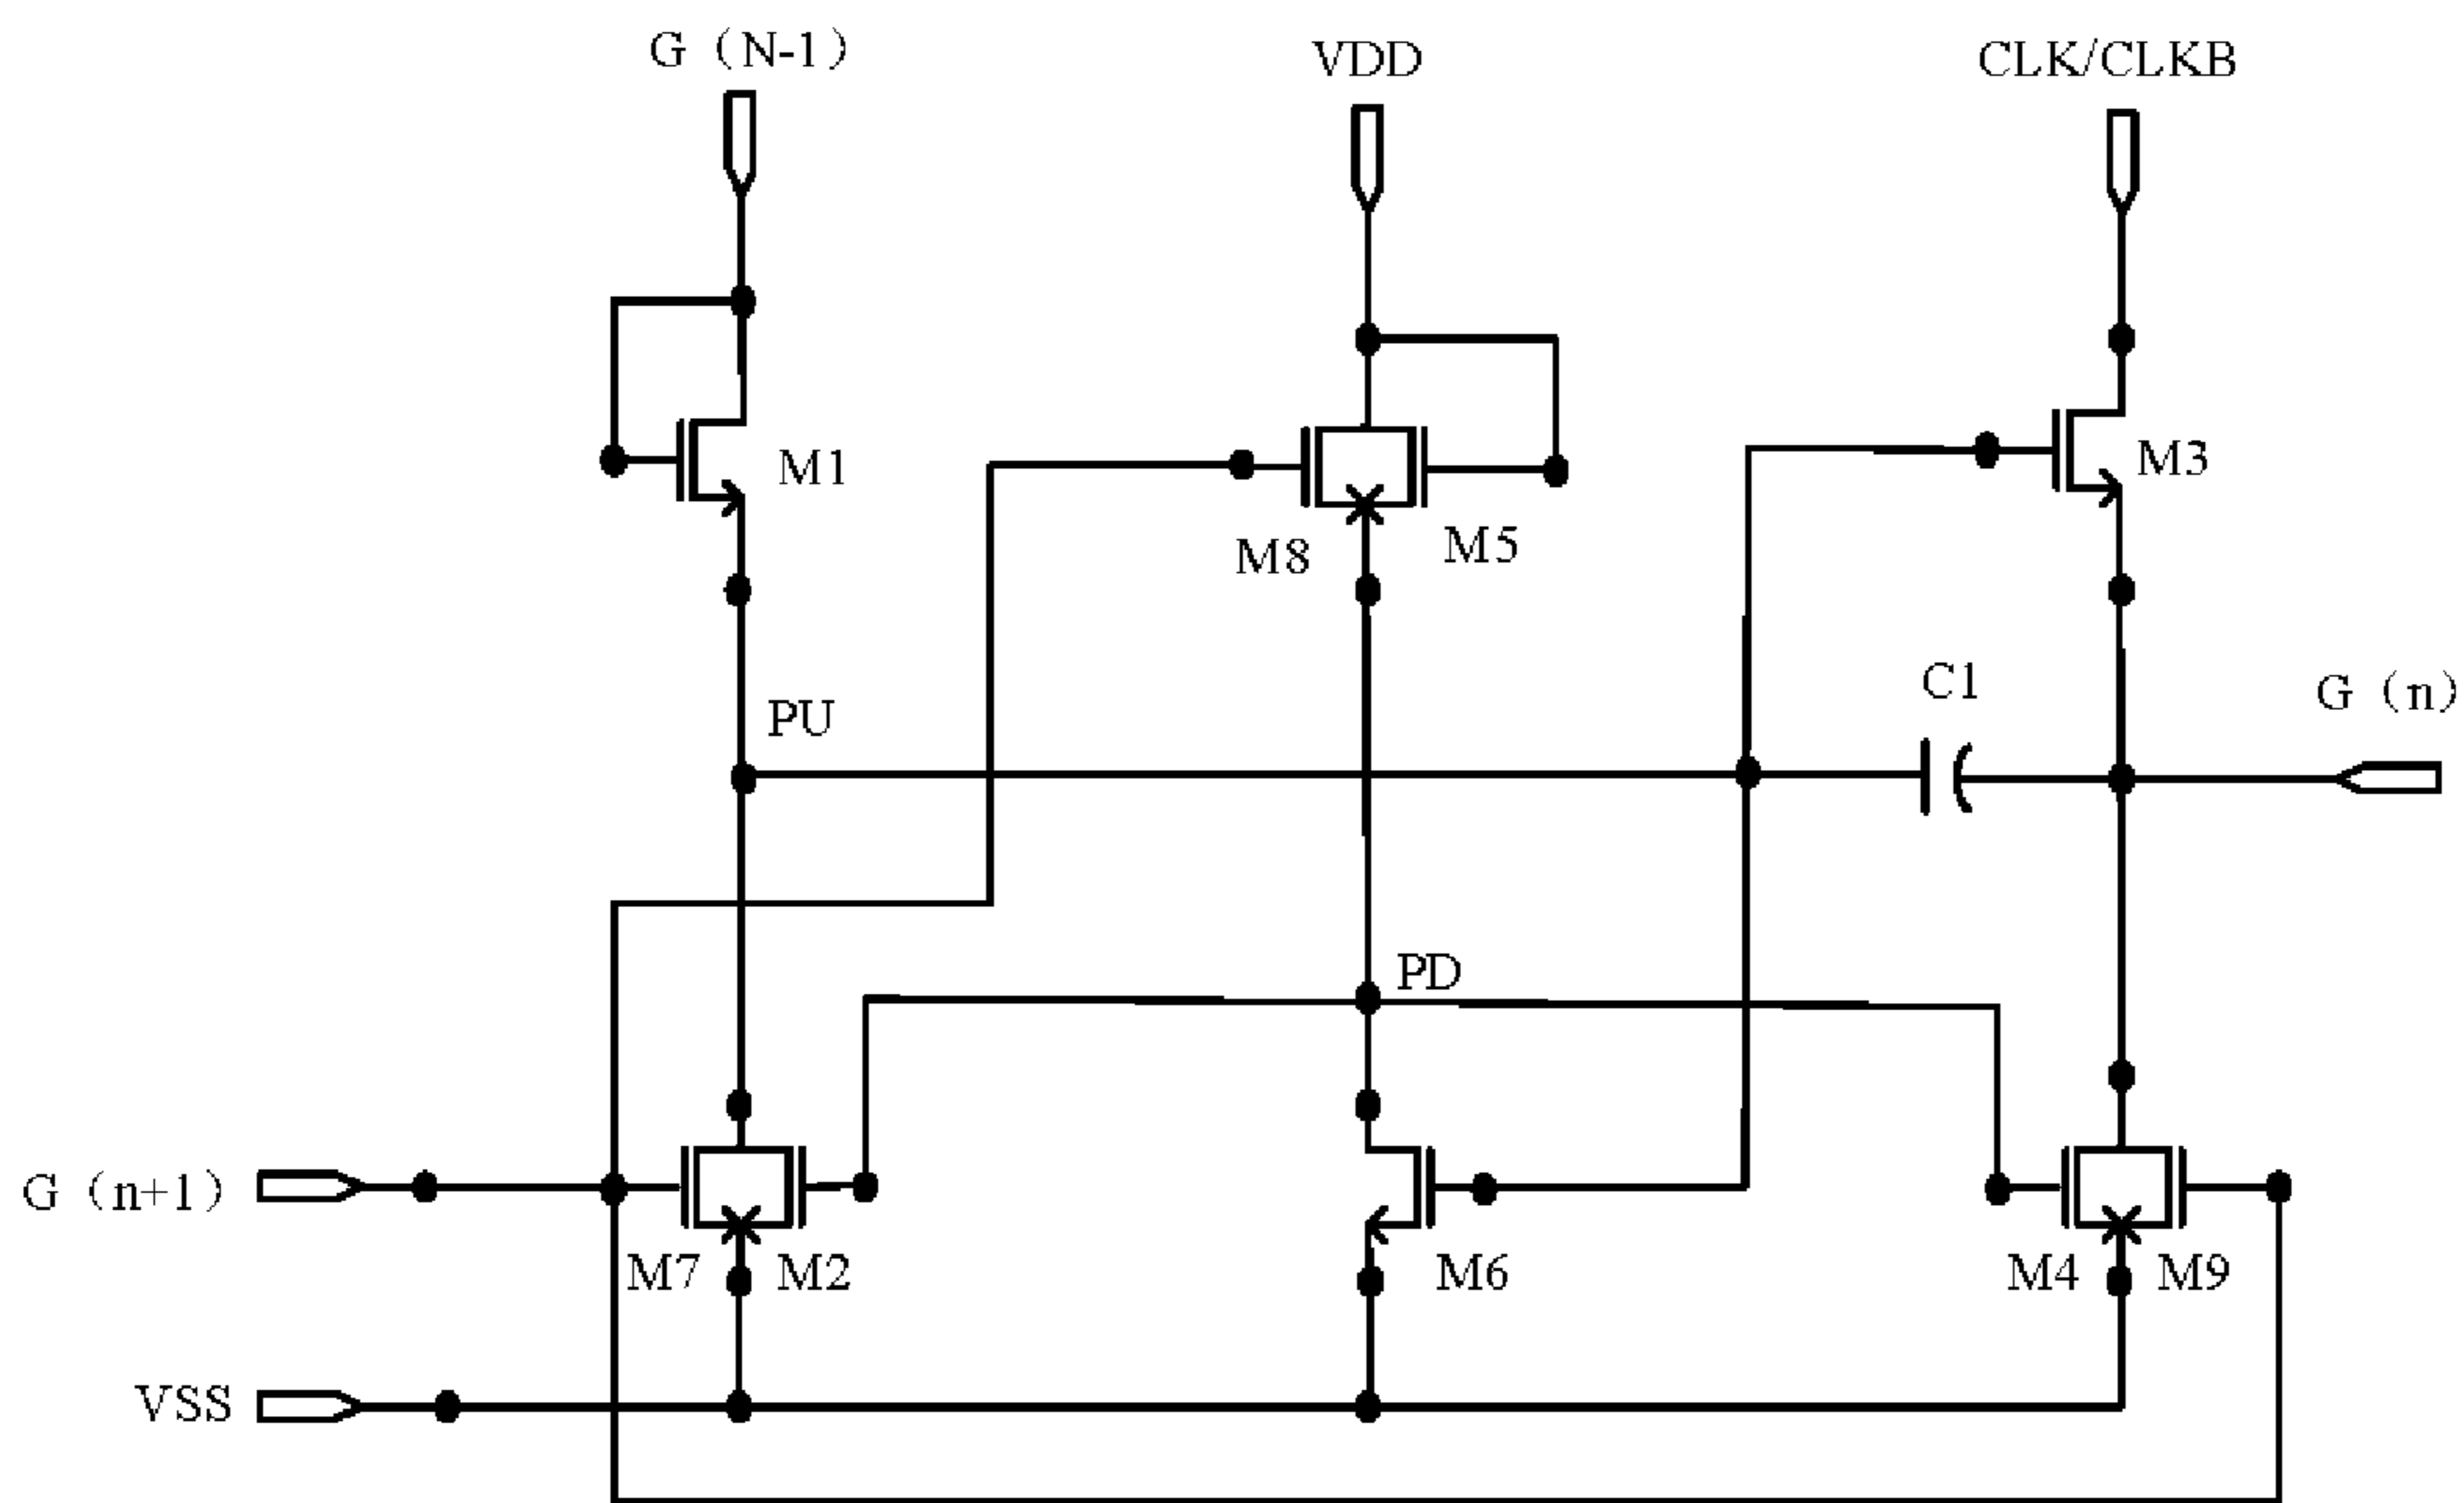 G（N-1）
VDD
CLK/CLKB
M1
M3
M8
M5
C1
G（n）
PU
PD
G（n+1）
M7
M2
M6
M4
M9
VSS